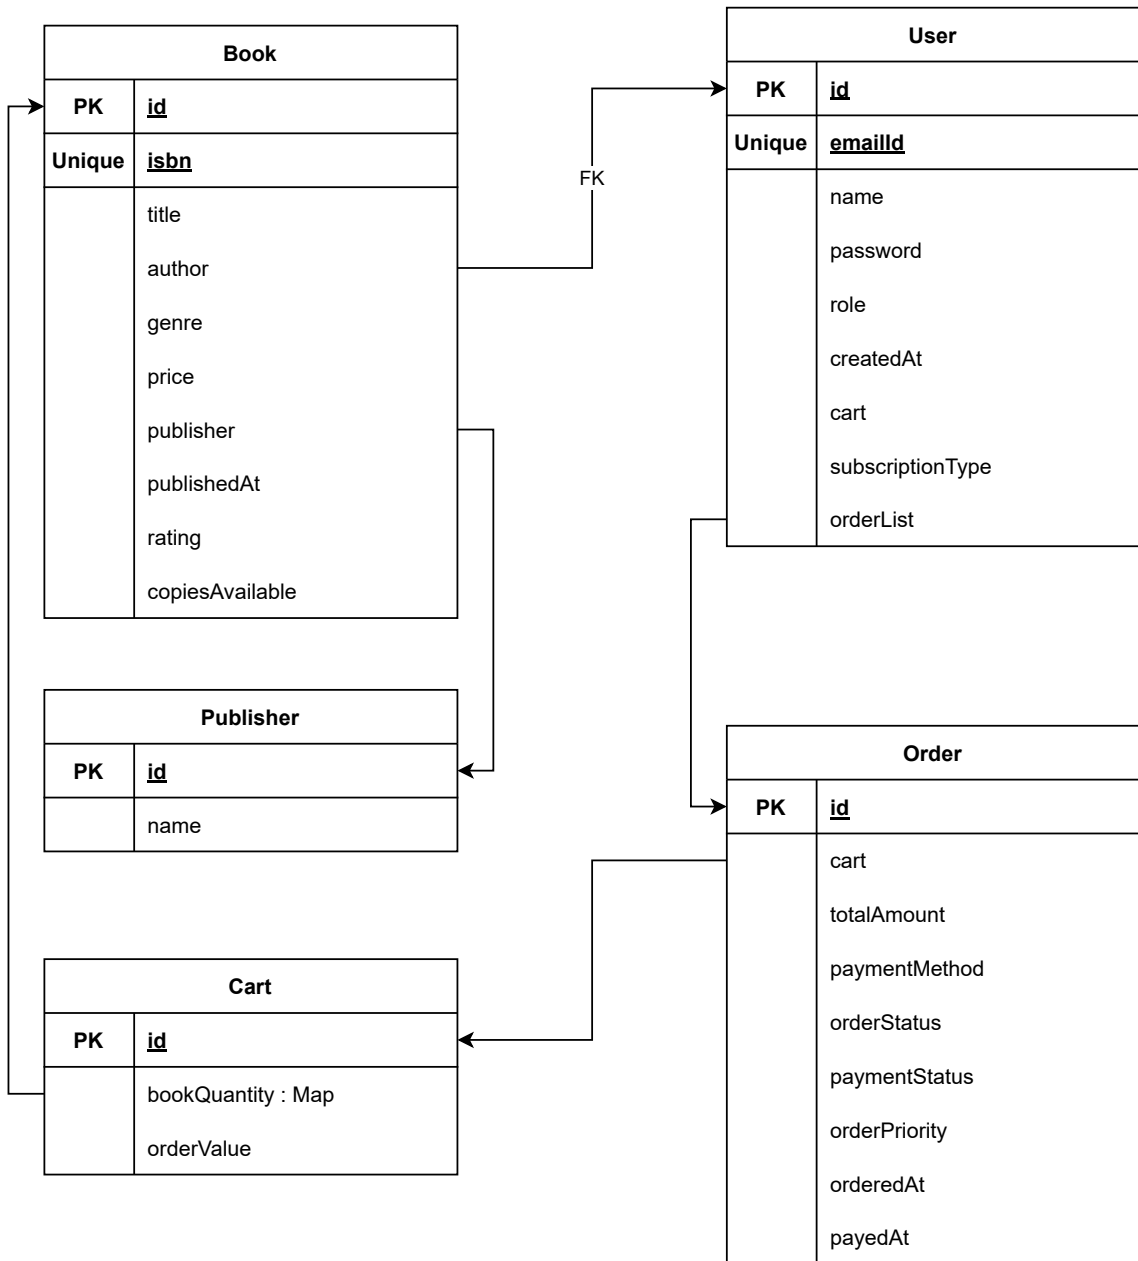 Book
PK id
Unique isbn
title
author
genre
price
publisher
publishedAt
rating
copiesAvailable
FK
User
PK id
Unique emailId
name
password
role
createdAt
cart
subscriptionType
orderList
Publisher
PK id
name
Order
PK id
cart
totalAmount
paymentMethod
orderStatus
paymentStatus
orderPriority
orderedAt
payedAt
Cart
PK id
bookQuantity : Map
orderValue